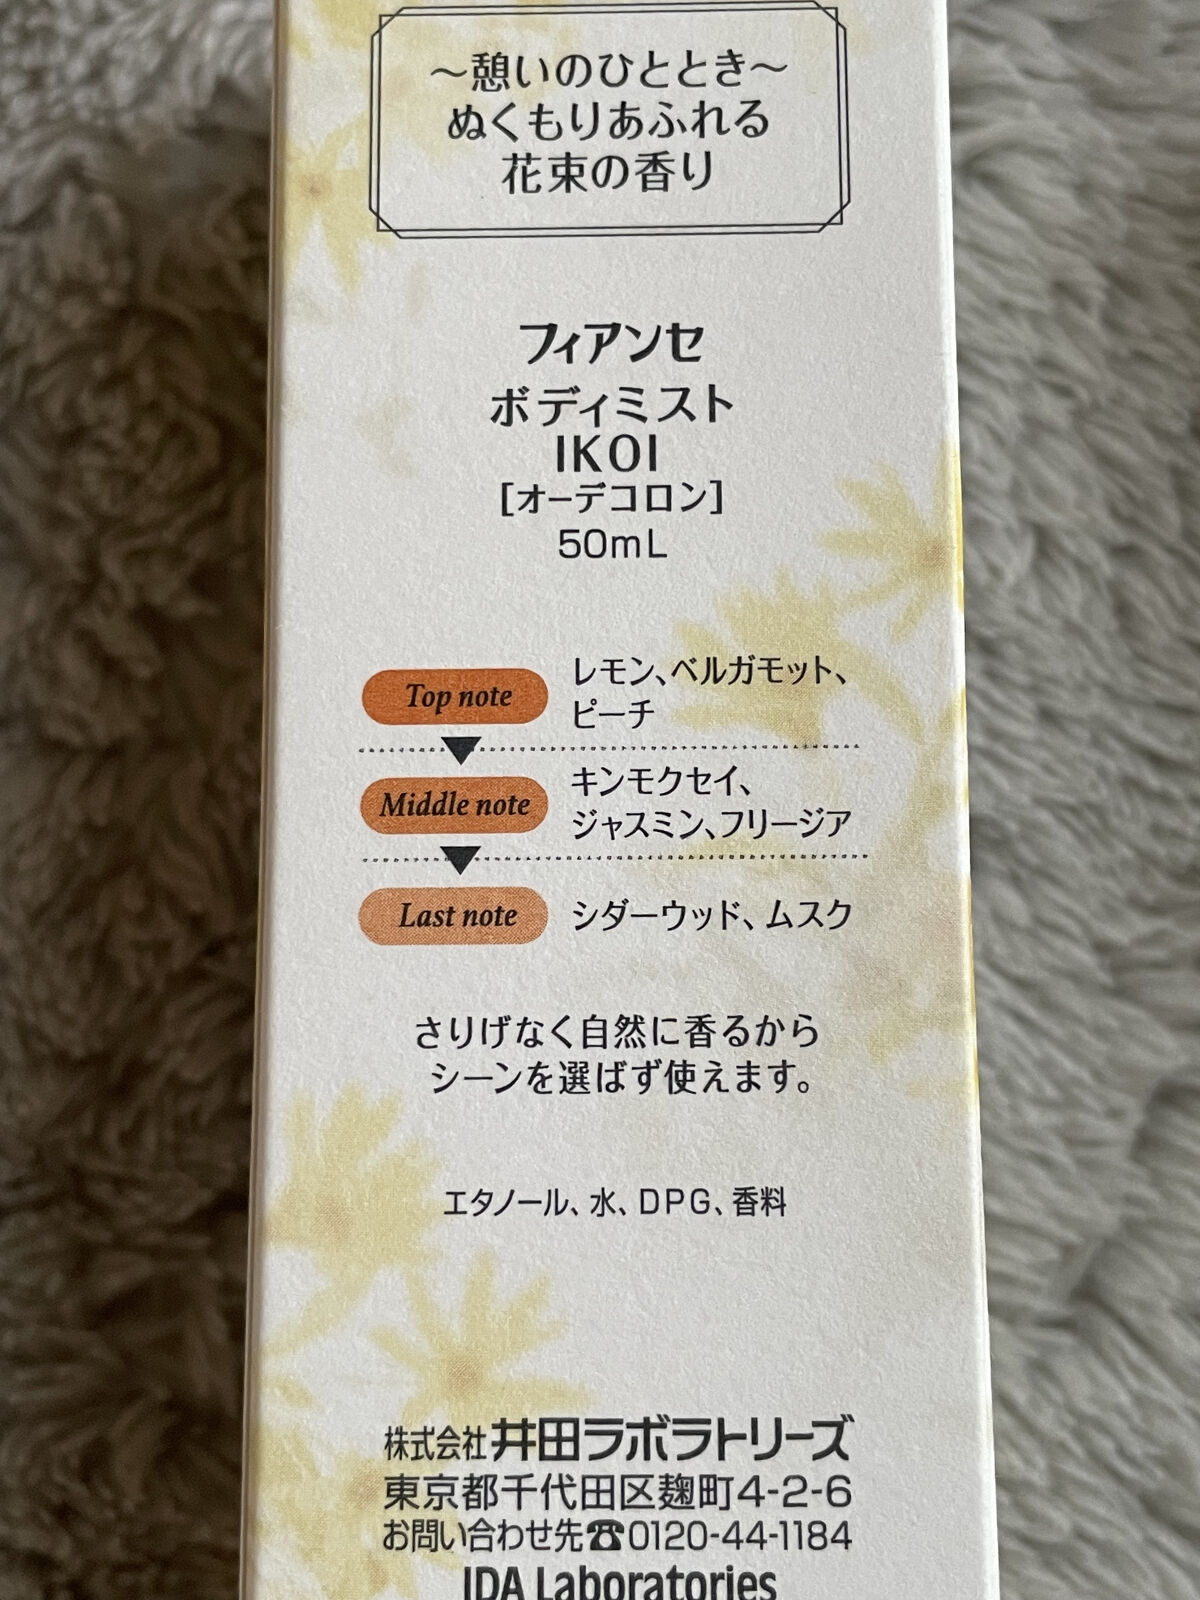 ～憩いのひととき～
ぬくもりあふれる
花束の香り
フィアンセ
ボディミスト
IKOI
[オーデコロン]
50mL
Top note
レモン、ベルガモット、
ピーチ
Middle note
キンモクセイ、
ジャスミン、フリージア
Last note
シダーウッド、ムスク
さりげなく自然に香るから
シーンを選ばず使えます。
エタノール、水、DPG、香料
株式会社井田ラボラトリーズ
東京都千代田区麹町4-2-6
お問い合わせ先☎0120-44-1184
IDA Laboratories